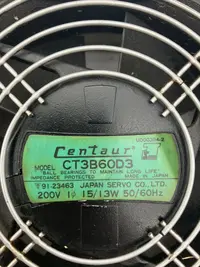 Centaur
MODEL CT3B60D3
BALL BEARINGS TO MAINTAIN LONG LIFE
IMPEDANCE PROTECTED MADE IN JAPAN
91-23463 JAPAN SERVO CO., LTD.
200V 1φ 15/13W 50/60Hz